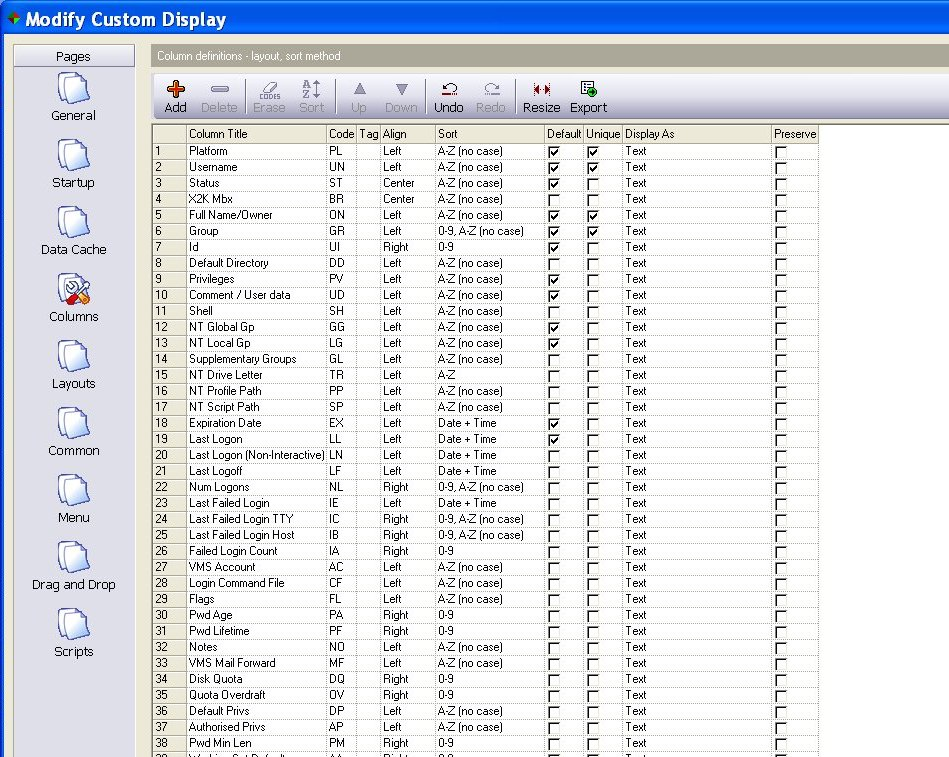 Modify Custom Display
Pages
General
Startup
Data Cache
Columns
Layouts
Common
Menu
Drag and Drop
Scripts
Column definitions - layout, sort method
Add Delete Erase Sort Up Down Undo Redo Resize Export
Column Title Code Tag Align Sort Default Unique Display As Preserve
1 Platform PL Left A-Z (no case) Text
2 Username UN Left A-Z (no case) Text
3 Status ST Center A-Z (no case) Text
4 X2K Mbx BR Center A-Z (no case) Text
5 Full Name/Owner ON Left A-Z (no case) Text
6 Group GR Left 0-9, A-Z (no case) Text
7 Id UI Right 0-9 Text
8 Default Directory DD Left A-Z (no case) Text
9 Privileges PV Left A-Z (no case) Text
10 Comment / User data UD Left A-Z (no case) Text
11 Shell SH Left A-Z (no case) Text
12 NT Global Gp GG Left A-Z (no case) Text
13 NT Local Gp LG Left A-Z (no case) Text
14 Supplementary Groups GL Left A-Z (no case) Text
15 NT Drive Letter TR Left A-Z Text
16 NT Profile Path PP Left A-Z (no case) Text
17 NT Script Path SP Left A-Z (no case) Text
18 Expiration Date EX Left Date + Time Text
19 Last Logon LL Left Date + Time Text
20 Last Logon (Non-Interactive) LN Left Date + Time Text
21 Last Logoff LF Left Date + Time Text
22 Num Logons NL Right 0-9, A-Z (no case) Text
23 Last Failed Login IE Left Date + Time Text
24 Last Failed Login TTY IC Right 0-9, A-Z (no case) Text
25 Last Failed Login Host IB Right 0-9, A-Z (no case) Text
26 Failed Login Count IA Right 0-9 Text
27 VMS Account AC Left A-Z (no case) Text
28 Login Command File CF Left A-Z (no case) Text
29 Flags FL Left A-Z (no case) Text
30 Pwd Age PA Right 0-9 Text
31 Pwd Lifetime PF Right 0-9 Text
32 Notes NO Left A-Z (no case) Text
33 VMS Mail Forward MF Left A-Z (no case) Text
34 Disk Quota DQ Right 0-9 Text
35 Quota Overdraft OV Right 0-9 Text
36 Default Privs DP Left A-Z (no case) Text
37 Authorised Privs AP Left A-Z (no case) Text
38 Pwd Min Len PM Right 0-9 Text